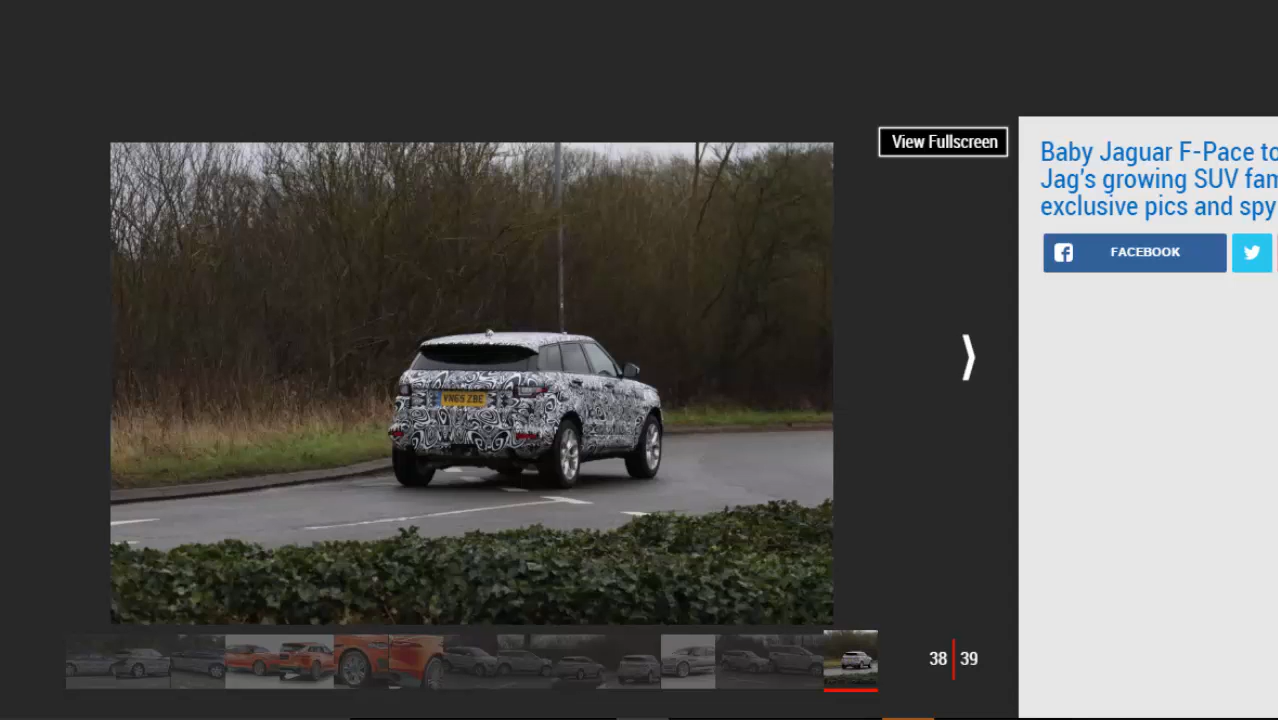 View Fullscreen
Baby Jaguar F-Pace to
Jag's growing SUV fam
exclusive pics and spy
FACEBOOK
VN65 ZBE
38 39